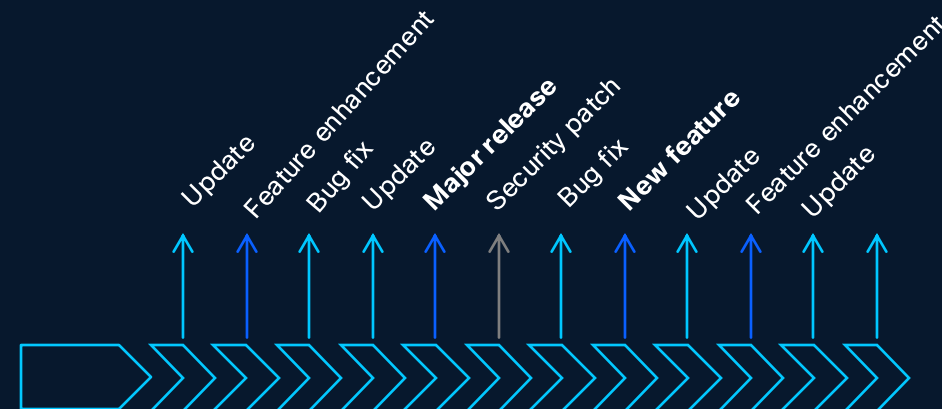 Update
Feature enhancement
Bug fix
Update
Major release
Security patch
Bug fix
New feature
Update
Feature enhancement
Update